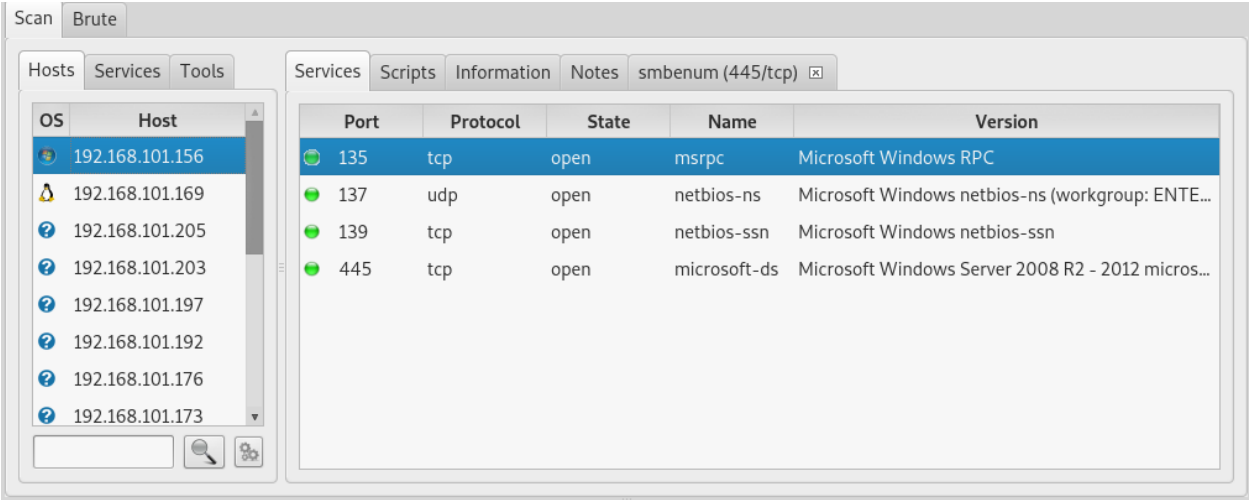 Scan Brute
Hosts Services Tools
OS Host
192.168.101.156
192.168.101.169
192.168.101.205
192.168.101.203
192.168.101.197
192.168.101.192
192.168.101.176
192.168.101.173
Services Scripts Information Notes smbenum (445/tcp)
Port Protocol State Name Version
135 tcp open msrpc Microsoft Windows RPC
137 udp open netbios-ns Microsoft Windows netbios-ns (workgroup: ENTE...
139 tcp open netbios-ssn Microsoft Windows netbios-ssn
445 tcp open microsoft-ds Microsoft Windows Server 2008 R2 - 2012 micros...